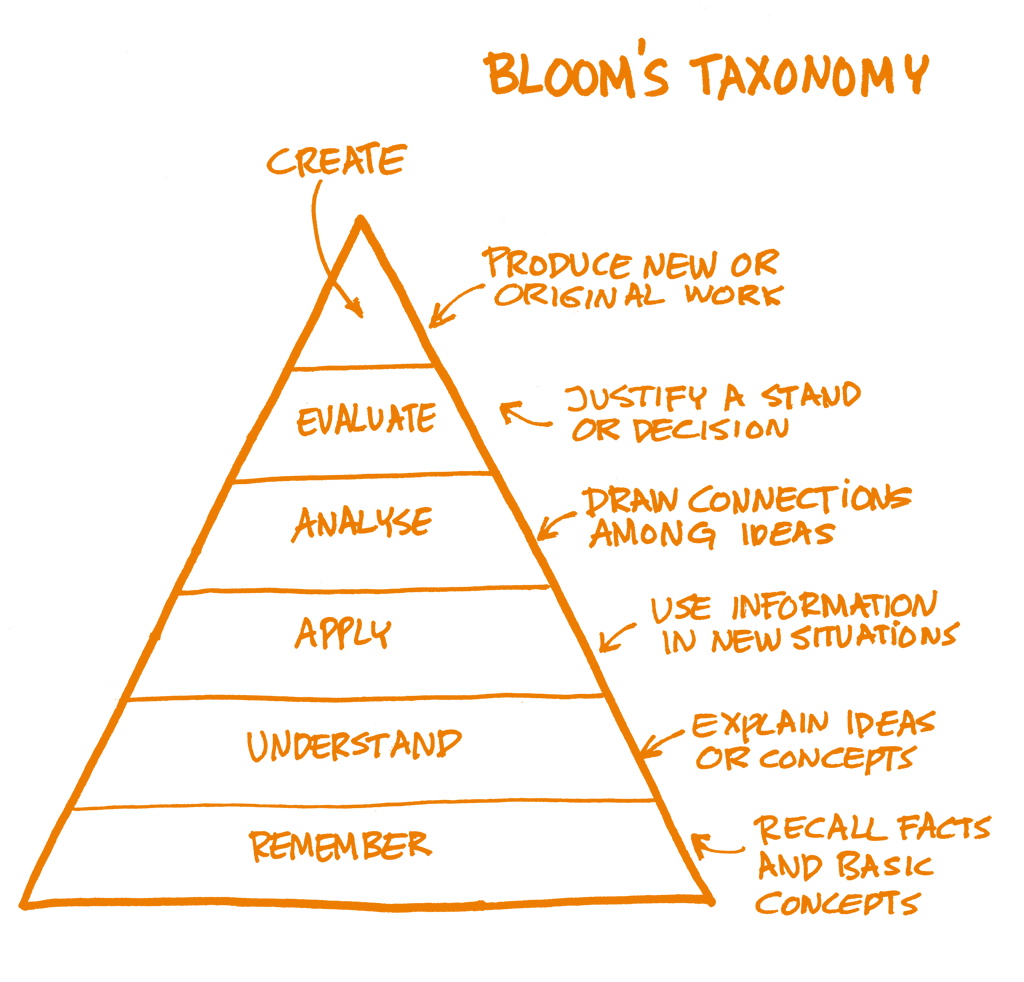 BLOOM'S TAXONOMY
CREATE
PRODUCE NEW OR
ORIGINAL WORK
EVALUATE
JUSTIFY A STAND
OR DECISION
ANALYSE
DRAW CONNECTIONS
AMONG IDEAS
APPLY
USE INFORMATION
IN NEW SITUATIONS
UNDERSTAND
EXPLAIN IDEAS
OR CONCEPTS
REMEMBER
RECALL FACTS
AND BASIC
CONCEPTS